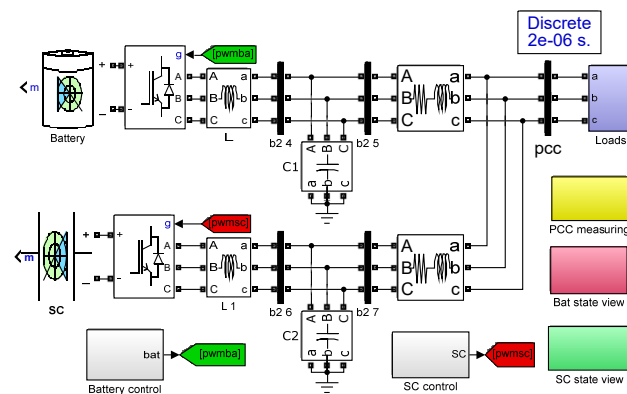 Discrete
2e-06 s.
g
[pwmba]
m
+
+
A
A
a
A
a
a
B
B
b
B
b
b
C
C
c
C
c
c
_
-
Battery
L
b2 4
b2 5
pcc
Loads
A B C
C1
a b c
PCC measuring
g
[pwmsc]
m
+
+
A
A
a
A
a
B
B
b
B
b
C
C
c
C
c
_
-
SC
L 1
b2 6
b2 7
Bat state view
A B C
C2
a b c
bat
[pwmba]
Battery control
SC
[pwmsc]
SC control
SC state view